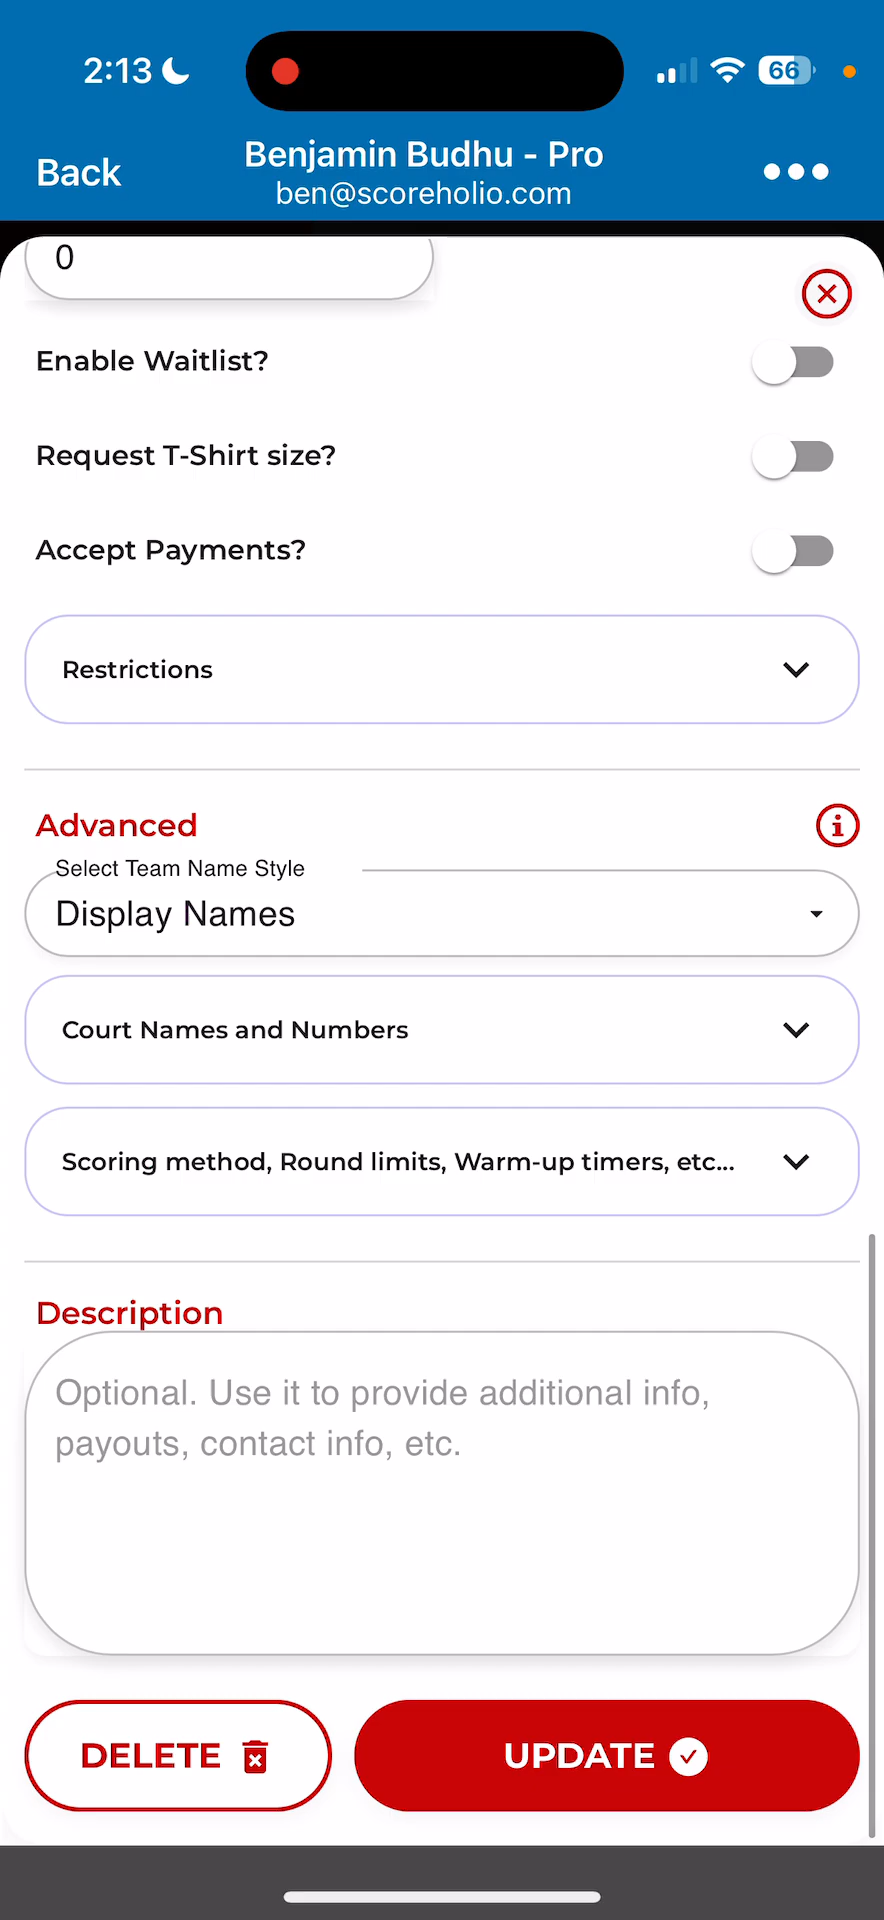 2:13
66
Back
Benjamin Budhu - Pro
ben@scoreholio.com
0
Enable Waitlist?
Request T-Shirt size?
Accept Payments?
Restrictions
Advanced
Select Team Name Style
Display Names
Court Names and Numbers
Scoring method, Round limits, Warm-up timers, etc...
Description
Optional. Use it to provide additional info,
payouts, contact info, etc.
DELETE
UPDATE